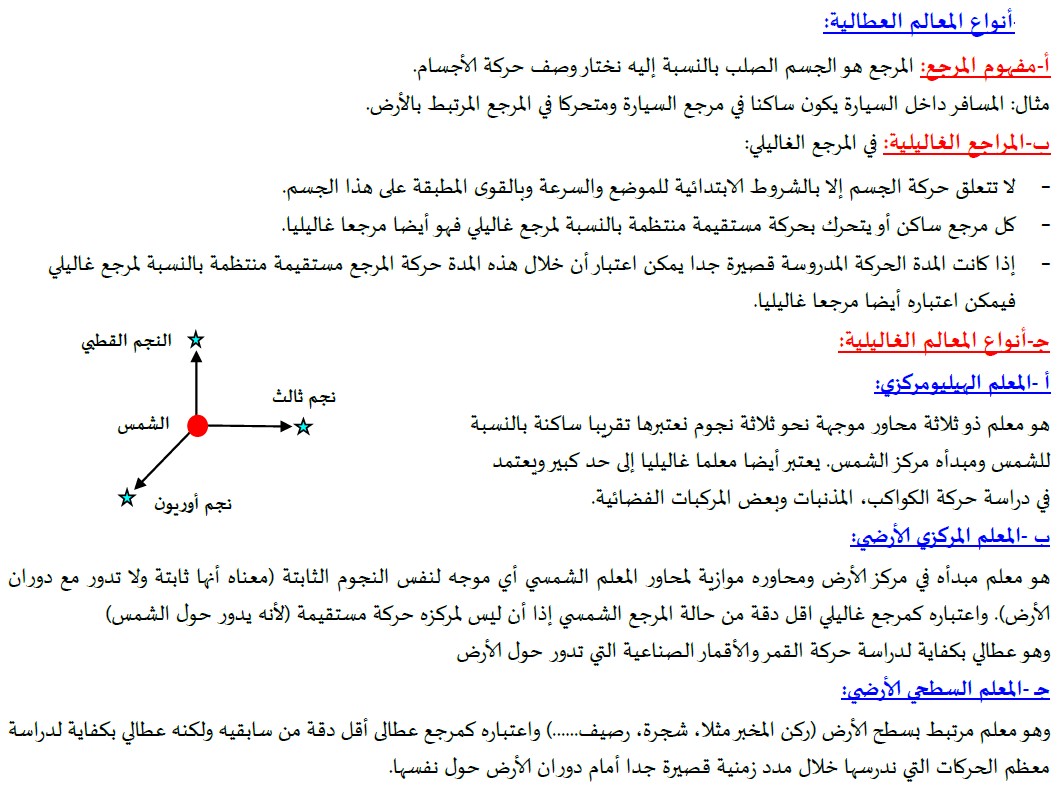 أنواع المعالم العطالية:
أ-مفهوم المرجع: المرجع هو الجسم الصلب بالنسبة إليه نختار وصف حركة الأجسام.
مثال: المسافر داخل السيارة يكون ساكنا في مرجع السيارة ومتحركا في المرجع المرتبط بالأرض.
ب-المراجع الغاليلية: في المرجع الغاليلي:
- لا تتعلق حركة الجسم إلا بالشروط الابتدائية للموضع والسرعة وبالقوى المطبقة على هذا الجسم.
- كل مرجع ساكن أو يتحرك بحركة مستقيمة منتظمة بالنسبة لمرجع غاليلي فهو أيضا مرجعا غاليليا.
- إذا كانت المدة الحركة المدروسة قصيرة جدا يمكن اعتبار أن خلال هذه المدة حركة المرجع مستقيمة منتظمة بالنسبة لمرجع غاليلي
فيمكن اعتباره أيضا مرجعا غاليليا.
جـ-أنواع المعالم الغاليلية:
أ -المعلم الهيليومركزي:
هو معلم ذو ثلاثة محاور موجهة نحو ثلاثة نجوم نعتبرها تقريبا ساكنة بالنسبة
للشمس ومبدأه مركز الشمس. يعتبر أيضا معلما غاليليا إلى حد كبير ويعتمد
في دراسة حركة الكواكب، المذنبات وبعض المركبات الفضائية.
النجم القطبي
نجم ثالث
الشمس
نجم أوريون
ب -المعلم المركزي الأرضي:
هو معلم مبدأه في مركز الأرض ومحاوره موازية لمحاور المعلم الشمسي أي موجه لنفس النجوم الثابتة (معناه أنها ثابتة ولا تدور مع دوران
الأرض). واعتباره كمرجع غاليلي اقل دقة من حالة المرجع الشمسي إذا أن ليس لمركزه حركة مستقيمة (لأنه يدور حول الشمس)
وهو عطالي بكفاية لدراسة حركة القمر والأقمار الصناعية التي تدور حول الأرض
جـ -المعلم السطحي الأرضي:
وهو معلم مرتبط بسطح الأرض (ركن المخبر مثلا، شجرة، رصيف......) واعتباره كمرجع عطالى أقل دقة من سابقيه ولكنه عطالي بكفاية لدراسة
معظم الحركات التي ندرسها خلال مدد زمنية قصيرة جدا أمام دوران الأرض حول نفسها.